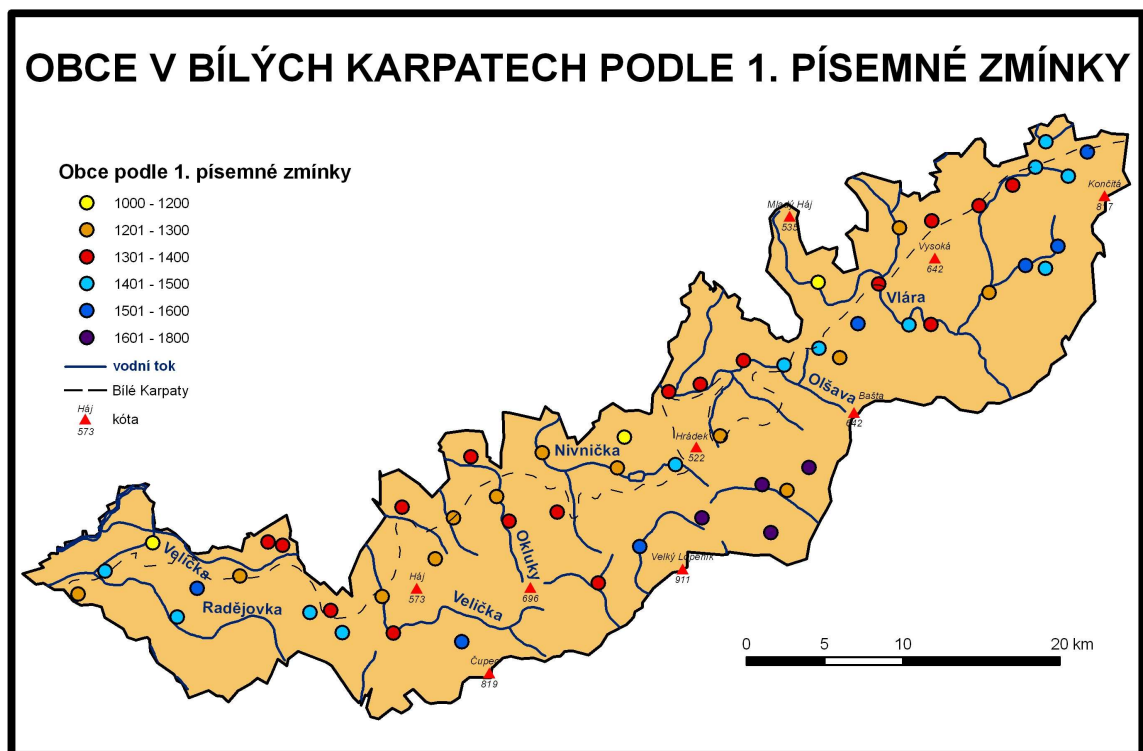 OBCE V BÍLÝCH KARPATECH PODLE 1. PÍSEMNÉ ZMÍNKY
Obce podle 1. písemné zmínky
1000 - 1200
1201 - 1300
1301 - 1400
1401 - 1500
1501 - 1600
1601 - 1800
vodní tok
Bílé Karpaty
Háj
573
kóta
Končitá
817
Mladý Háj
535
Vysoká
642
Vlára
Olšava
Bašta
642
Nivnička
Hrádek
522
Okluky
Velký Lopeník
911
Velička
Radějovka
Háj
573
696
Velička
Čupec
819
0
5
10
20 km